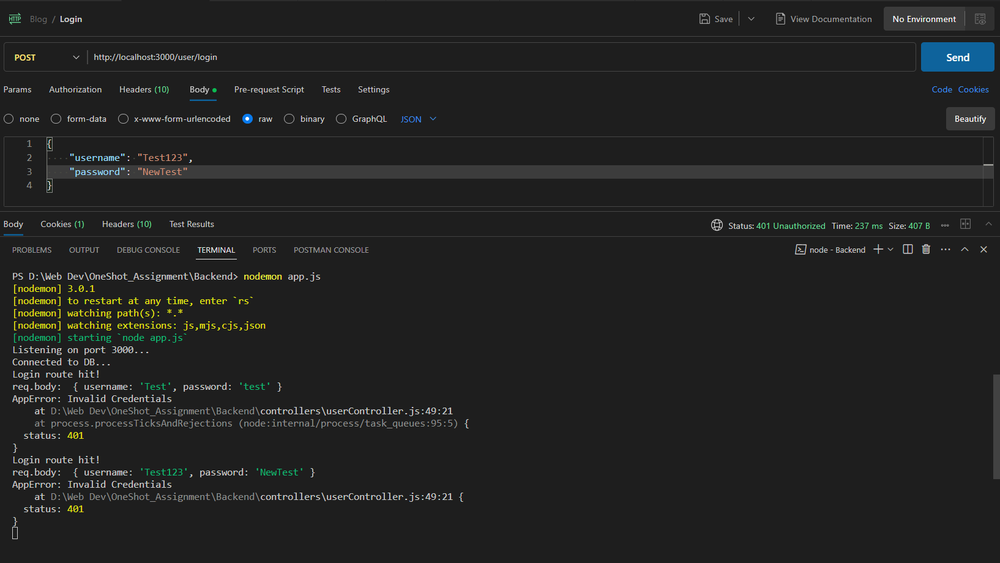 HTTP Blog / Login Save View Documentation No Environment
POST http://localhost:3000/user/login Send
Params Authorization Headers (10) Body Pre-request Script Tests Settings Code Cookies
none form-data x-www-form-urlencoded raw binary GraphQL JSON Beautify
1 {
2 "username": "Test123",
3 "password": "NewTest"
4 }
Body Cookies (1) Headers (10) Test Results Status: 401 Unauthorized Time: 237 ms Size: 407 B
PROBLEMS OUTPUT DEBUG CONSOLE TERMINAL PORTS POSTMAN CONSOLE node - Backend
PS D:\Web Dev\OneShot_Assignment\Backend> nodemon app.js
[nodemon] 3.0.1
[nodemon] to restart at any time, enter `rs`
[nodemon] watching path(s): *.*
[nodemon] watching extensions: js,mjs,cjs,json
[nodemon] starting `node app.js`
Listening on port 3000...
Connected to DB...
Login route hit!
req.body:  { username: 'Test', password: 'test' }
AppError: Invalid Credentials
    at D:\Web Dev\OneShot_Assignment\Backend\controllers\userController.js:49:21
    at process.processTicksAndRejections (node:internal/process/task_queues:95:5) {
  status: 401
}
Login route hit!
req.body:  { username: 'Test123', password: 'NewTest' }
AppError: Invalid Credentials
    at D:\Web Dev\OneShot_Assignment\Backend\controllers\userController.js:49:21 {
  status: 401
}